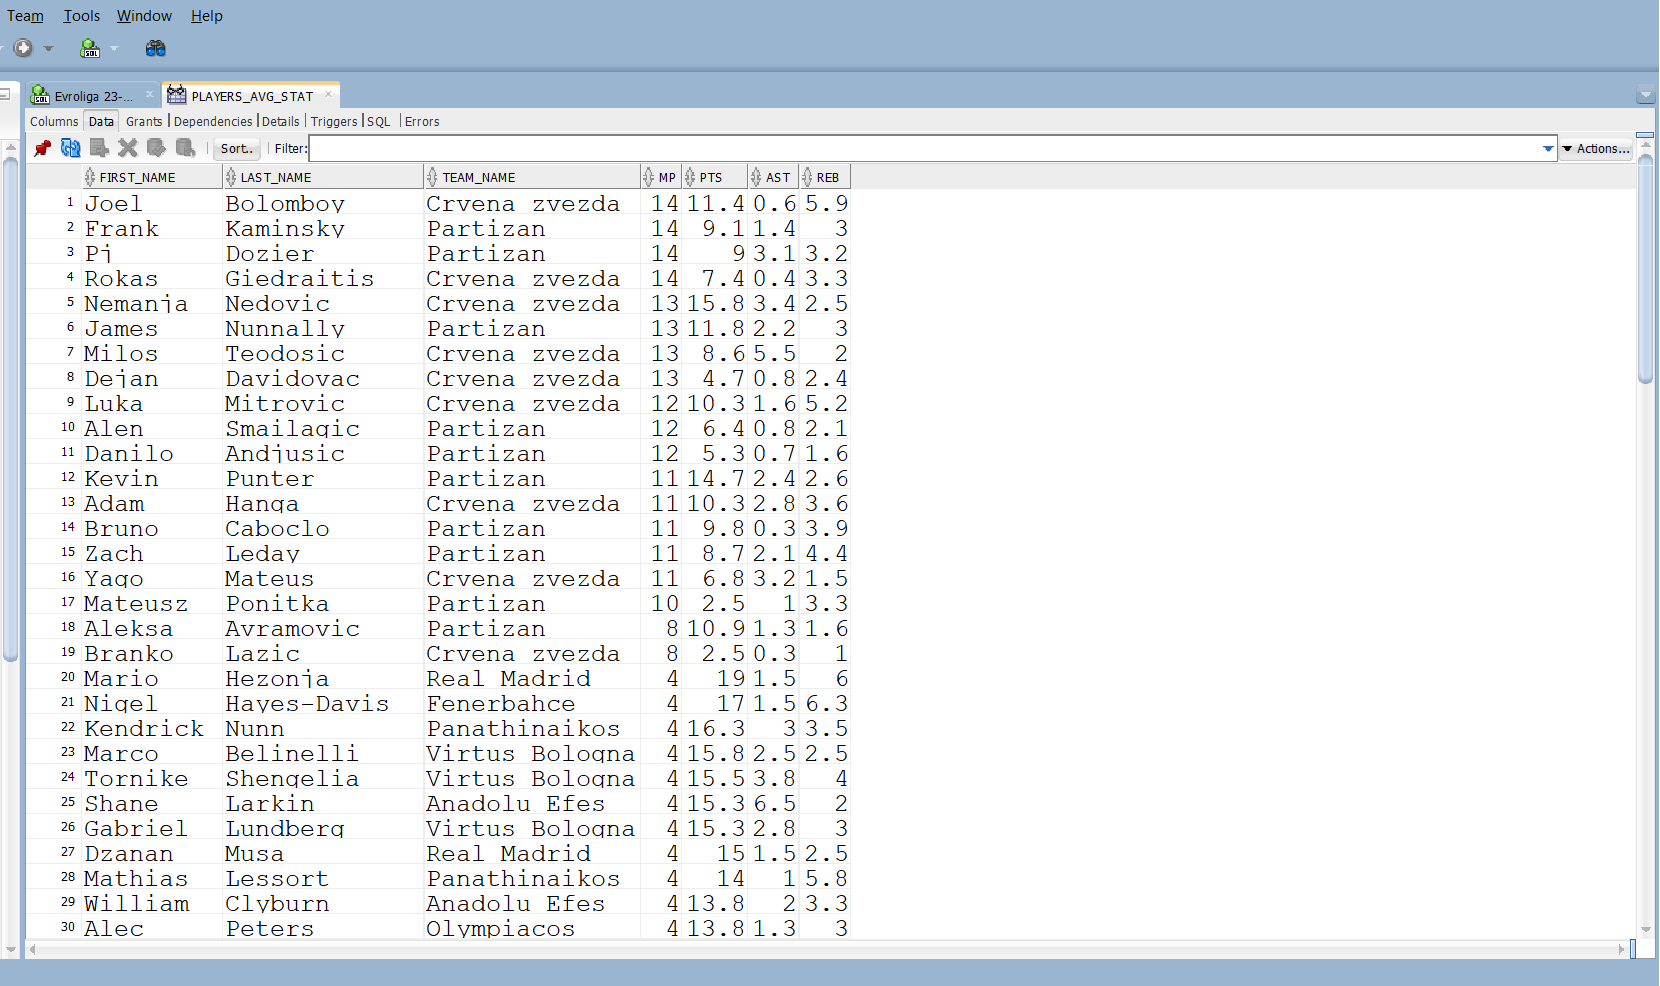 Team Tools Window Help
SQL
SQL Evroliga 23-... PLAYERS_AVG_STAT
Columns Data Grants Dependencies Details Triggers SQL Errors
Sort.. Filter: Actions...
FIRST_NAME LAST_NAME TEAM_NAME MP PTS AST REB
1 Joel Bolomboy Crvena zvezda 14 11.4 0.6 5.9
2 Frank Kaminsky Partizan 14 9.1 1.4 3
3 Pj Dozier Partizan 14 9 3.1 3.2
4 Rokas Giedraitis Crvena zvezda 14 7.4 0.4 3.3
5 Nemanja Nedovic Crvena zvezda 13 15.8 3.4 2.5
6 James Nunnally Partizan 13 11.8 2.2 3
7 Milos Teodosic Crvena zvezda 13 8.6 5.5 2
8 Dejan Davidovac Crvena zvezda 13 4.7 0.8 2.4
9 Luka Mitrovic Crvena zvezda 12 10.3 1.6 5.2
10 Alen Smailagic Partizan 12 6.4 0.8 2.1
11 Danilo Andjusic Partizan 12 5.3 0.7 1.6
12 Kevin Punter Partizan 11 14.7 2.4 2.6
13 Adam Hanga Crvena zvezda 11 10.3 2.8 3.6
14 Bruno Caboclo Partizan 11 9.8 0.3 3.9
15 Zach Leday Partizan 11 8.7 2.1 4.4
16 Yago Mateus Crvena zvezda 11 6.8 3.2 1.5
17 Mateusz Ponitka Partizan 10 2.5 1 3.3
18 Aleksa Avramovic Partizan 8 10.9 1.3 1.6
19 Branko Lazic Crvena zvezda 8 2.5 0.3 1
20 Mario Hezonja Real Madrid 4 19 1.5 6
21 Nigel Hayes-Davis Fenerbahce 4 17 1.5 6.3
22 Kendrick Nunn Panathinaikos 4 16.3 3 3.5
23 Marco Belinelli Virtus Bologna 4 15.8 2.5 2.5
24 Tornike Shengelia Virtus Bologna 4 15.5 3.8 4
25 Shane Larkin Anadolu Efes 4 15.3 6.5 2
26 Gabriel Lundberg Virtus Bologna 4 15.3 2.8 3
27 Dzanan Musa Real Madrid 4 15 1.5 2.5
28 Mathias Lessort Panathinaikos 4 14 1 5.8
29 William Clyburn Anadolu Efes 4 13.8 2 3.3
30 Alec Peters Olympiacos 4 13.8 1.3 3